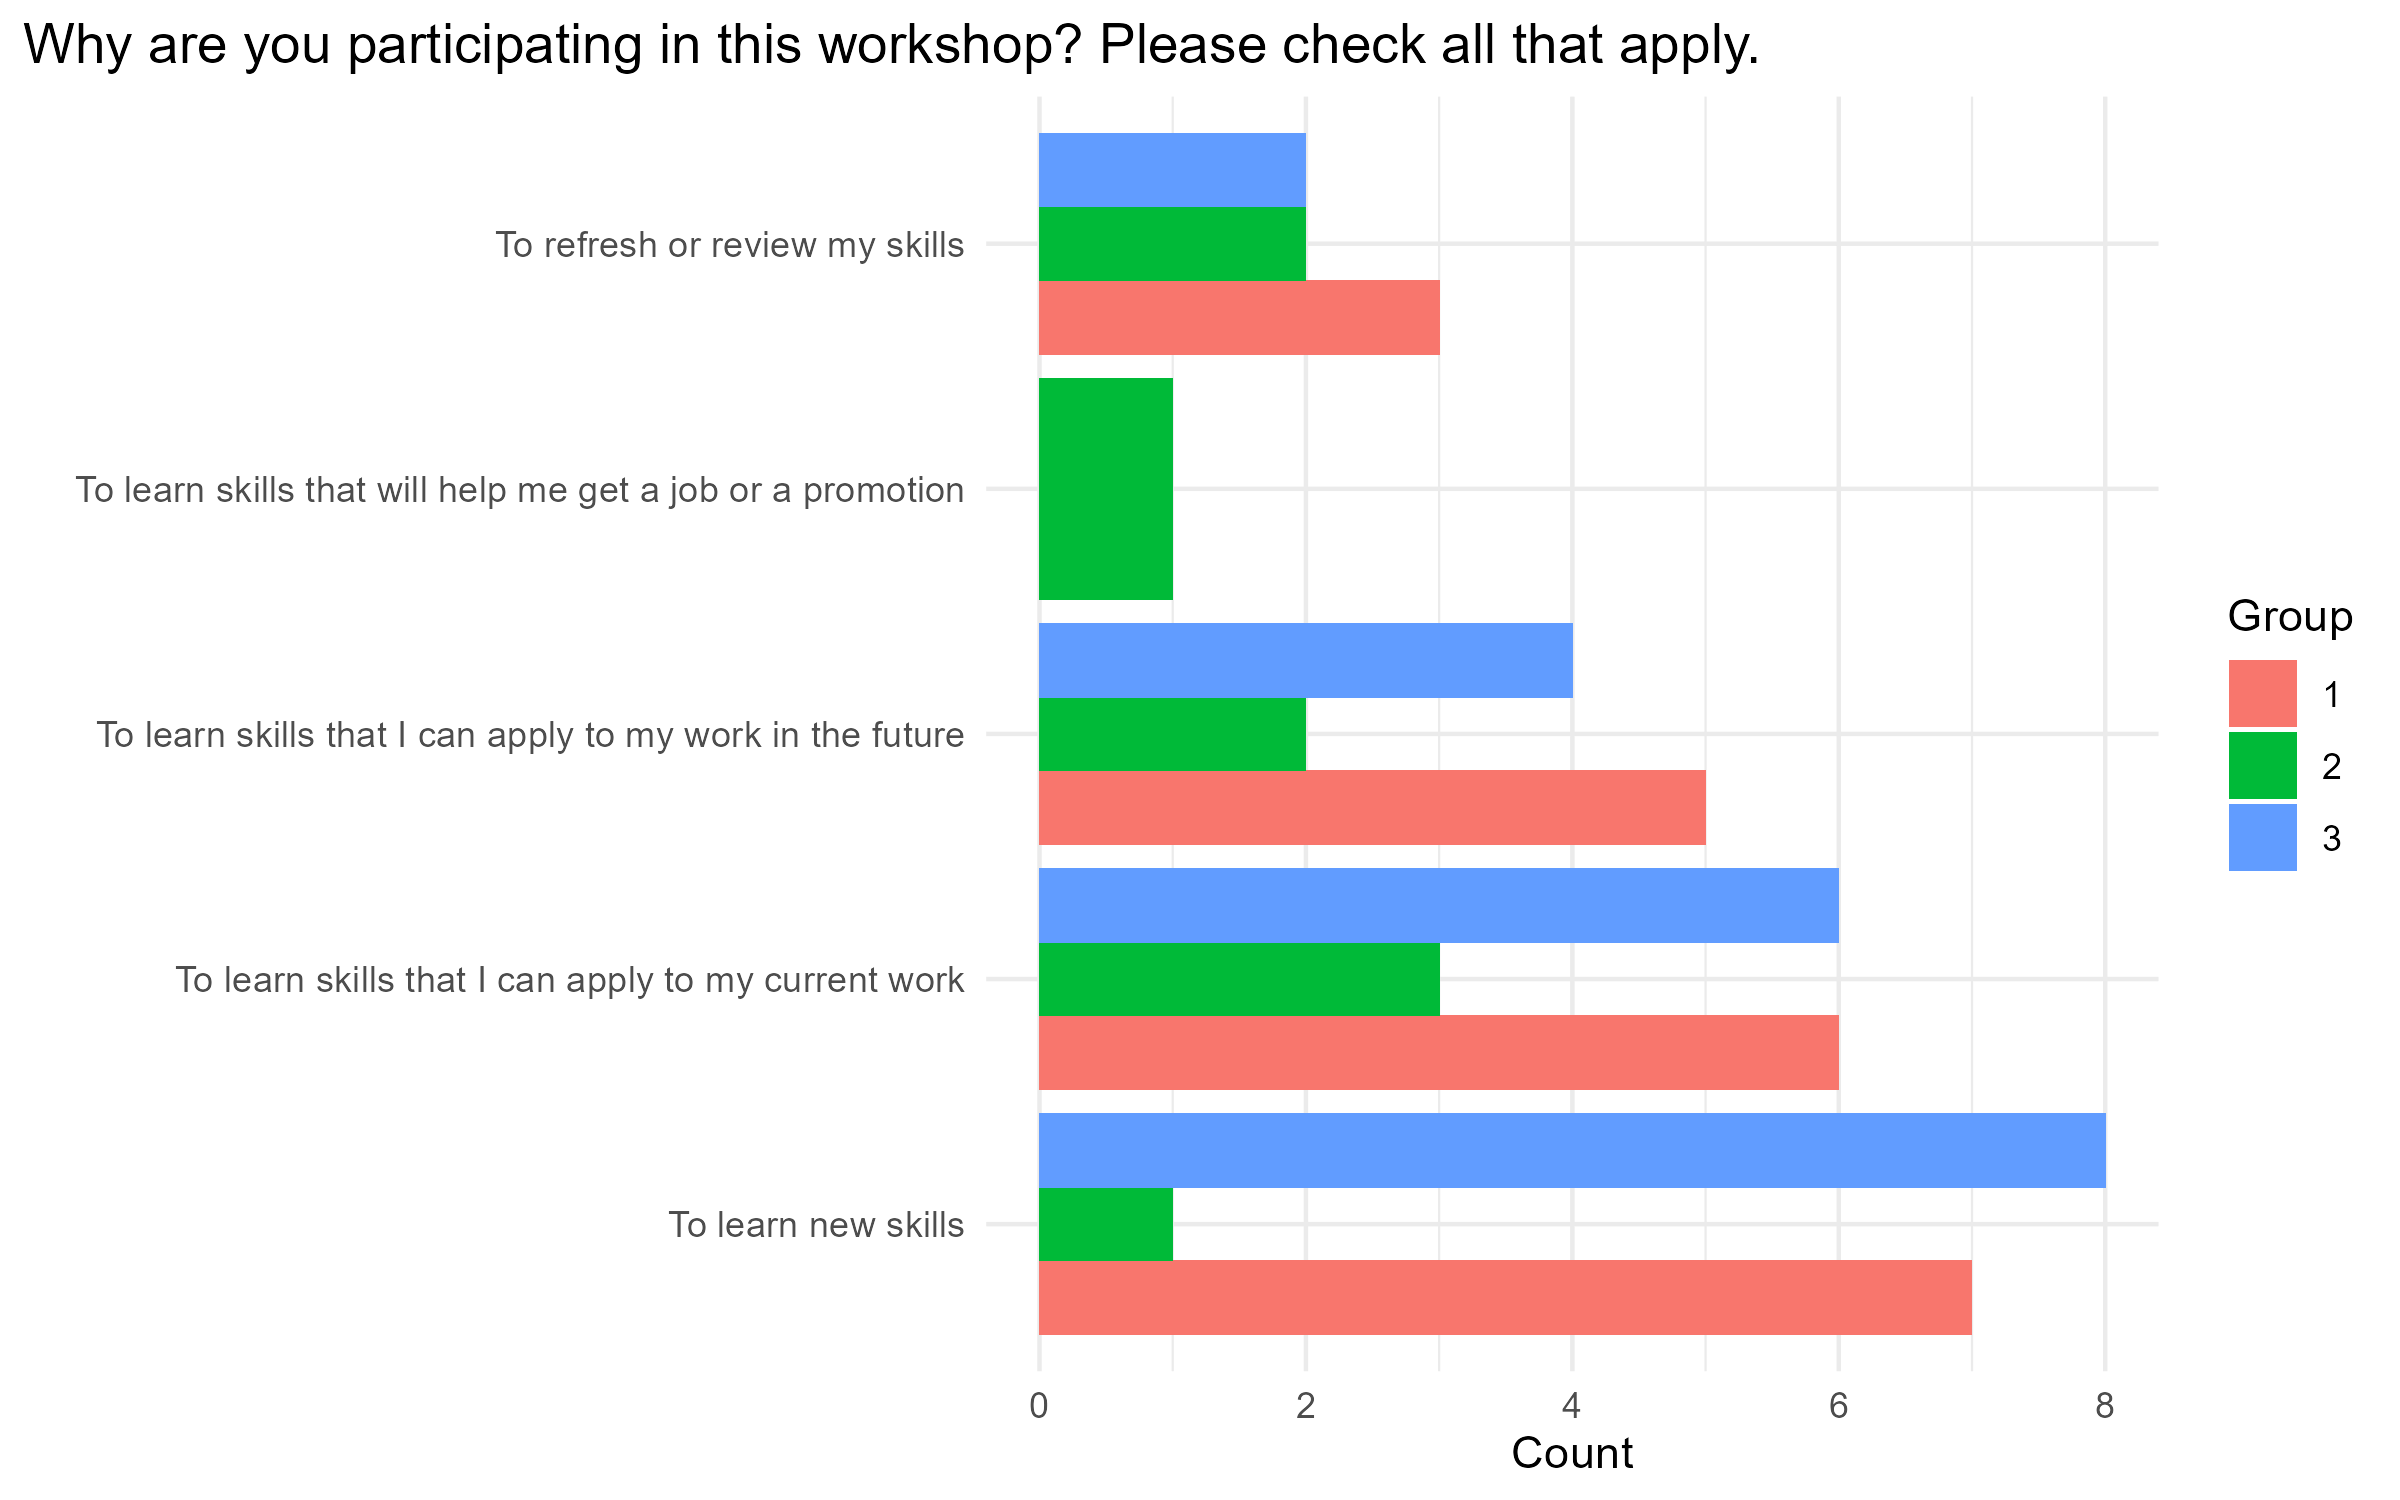 Why are you participating in this workshop? Please check all that apply.
To refresh or review my skills
To learn skills that will help me get a job or a promotion
To learn skills that I can apply to my work in the future
To learn skills that I can apply to my current work
To learn new skills
0 2 4 6 8
Count
Group
1
2
3